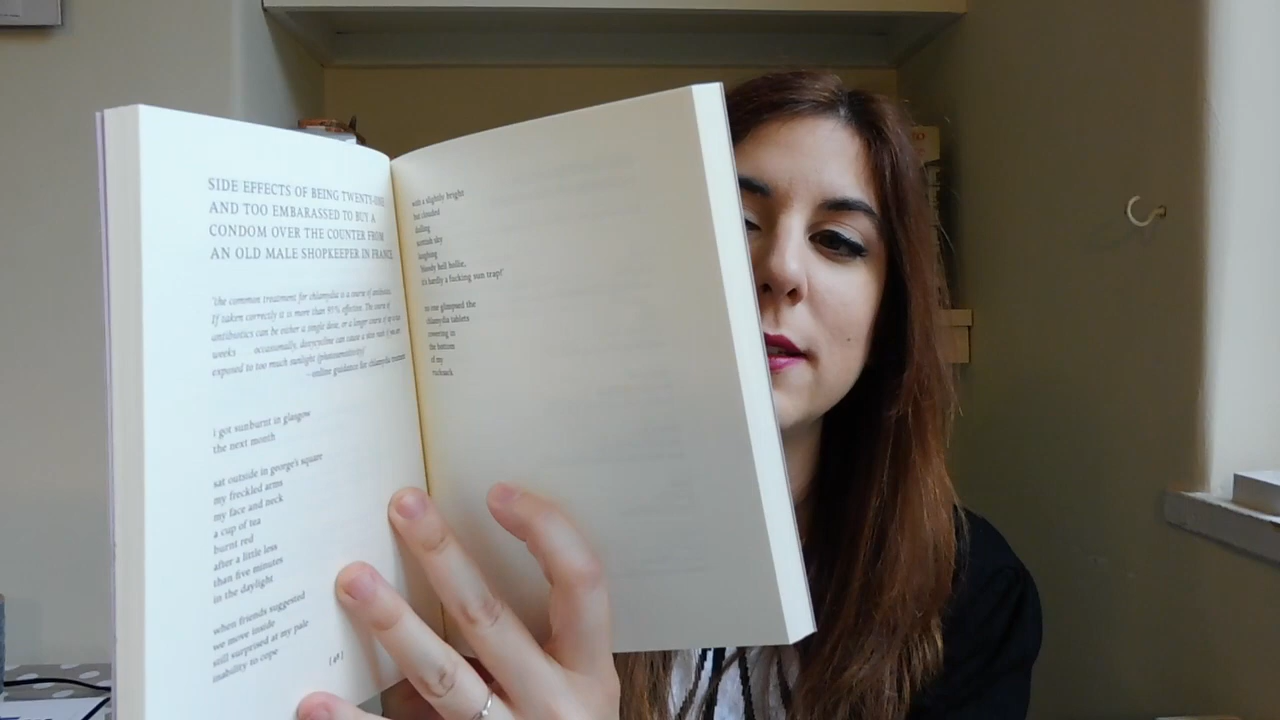 SIDE EFFECTS OF BEING TWENTY-ONE
AND TOO EMBARASSED TO BUY A
CONDOM OVER THE COUNTER FROM
AN OLD MALE SHOPKEEPER IN FRANCE
'the common treatment for chlamydia is a course of antibiotics.
If taken correctly it is more than 95% effective. The course of
antibiotics can be either a single dose, or a longer course of up to
weeks occasionally, doxycycline can cause a skin rash if you are
exposed to too much sunlight (photosensitivity)'
–online guidance for chlamydia
i got sunburnt in glasgow
the next month
sat outside in george's square
my freckled arms
my face and neck
a cup of tea
burnt red
after a little less
than five minutes
in the daylight
when friends suggested
we move inside
still surprised at my pale
inability to cope
[48]
with a slightly bright
but clouded
dulling
scottish sky
laughing
'bloody hell hollie,
it's hardly a fucking sun trap!'
no one glimpsed the
chlamydia tablets
cowering in
the bottom
of my
rucksack